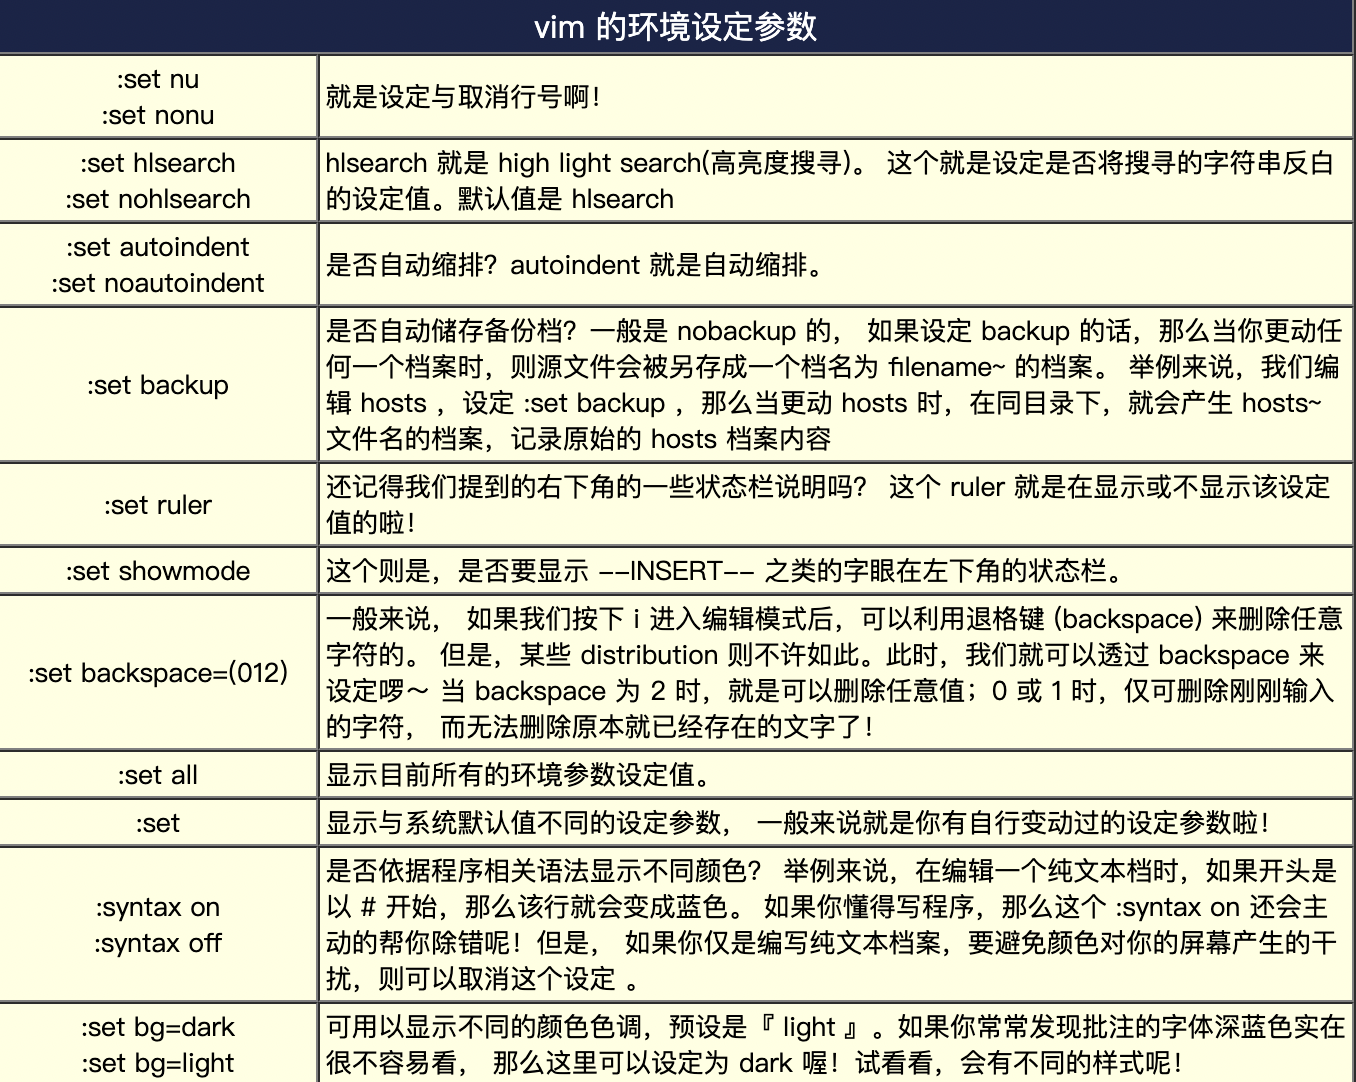 vim 的环境设定参数
:set nu
:set nonu
就是设定与取消行号啊！
:set hlsearch
:set nohlsearch
hlsearch 就是 high light search(高亮度搜寻)。 这个就是设定是否将搜寻的字符串反白
的设定值。默认值是 hlsearch
:set autoindent
:set noautoindent
是否自动缩排？autoindent 就是自动缩排。
:set backup
是否自动储存备份档？一般是 nobackup 的， 如果设定 backup 的话，那么当你更动任
何一个档案时，则源文件会被另存成一个档名为 filename~ 的档案。 举例来说，我们编
辑 hosts ，设定 :set backup ，那么当更动 hosts 时，在同目录下，就会产生 hosts~
文件名的档案，记录原始的 hosts 档案内容
:set ruler
还记得我们提到的右下角的一些状态栏说明吗？ 这个 ruler 就是在显示或不显示该设定
值的啦！
:set showmode
这个则是，是否要显示 --INSERT-- 之类的字眼在左下角的状态栏。
:set backspace=(012)
一般来说， 如果我们按下 i 进入编辑模式后，可以利用退格键 (backspace) 来删除任意
字符的。 但是，某些 distribution 则不许如此。此时，我们就可以透过 backspace 来
设定啰～ 当 backspace 为 2 时，就是可以删除任意值；0 或 1 时，仅可删除刚刚输入
的字符， 而无法删除原本就已经存在的文字了！
:set all
显示目前所有的环境参数设定值。
:set
显示与系统默认值不同的设定参数， 一般来说就是你有自行变动过的设定参数啦！
:syntax on
:syntax off
是否依据程序相关语法显示不同颜色？ 举例来说，在编辑一个纯文本档时，如果开头是
以 # 开始，那么该行就会变成蓝色。 如果你懂得写程序，那么这个 :syntax on 还会主
动的帮你除错呢！但是， 如果你仅是编写纯文本档案，要避免颜色对你的屏幕产生的干
扰，则可以取消这个设定 。
:set bg=dark
:set bg=light
可用以显示不同的颜色色调，预设是『 light 』。如果你常常发现批注的字体深蓝色实在
很不容易看， 那么这里可以设定为 dark 喔！试看看，会有不同的样式呢！